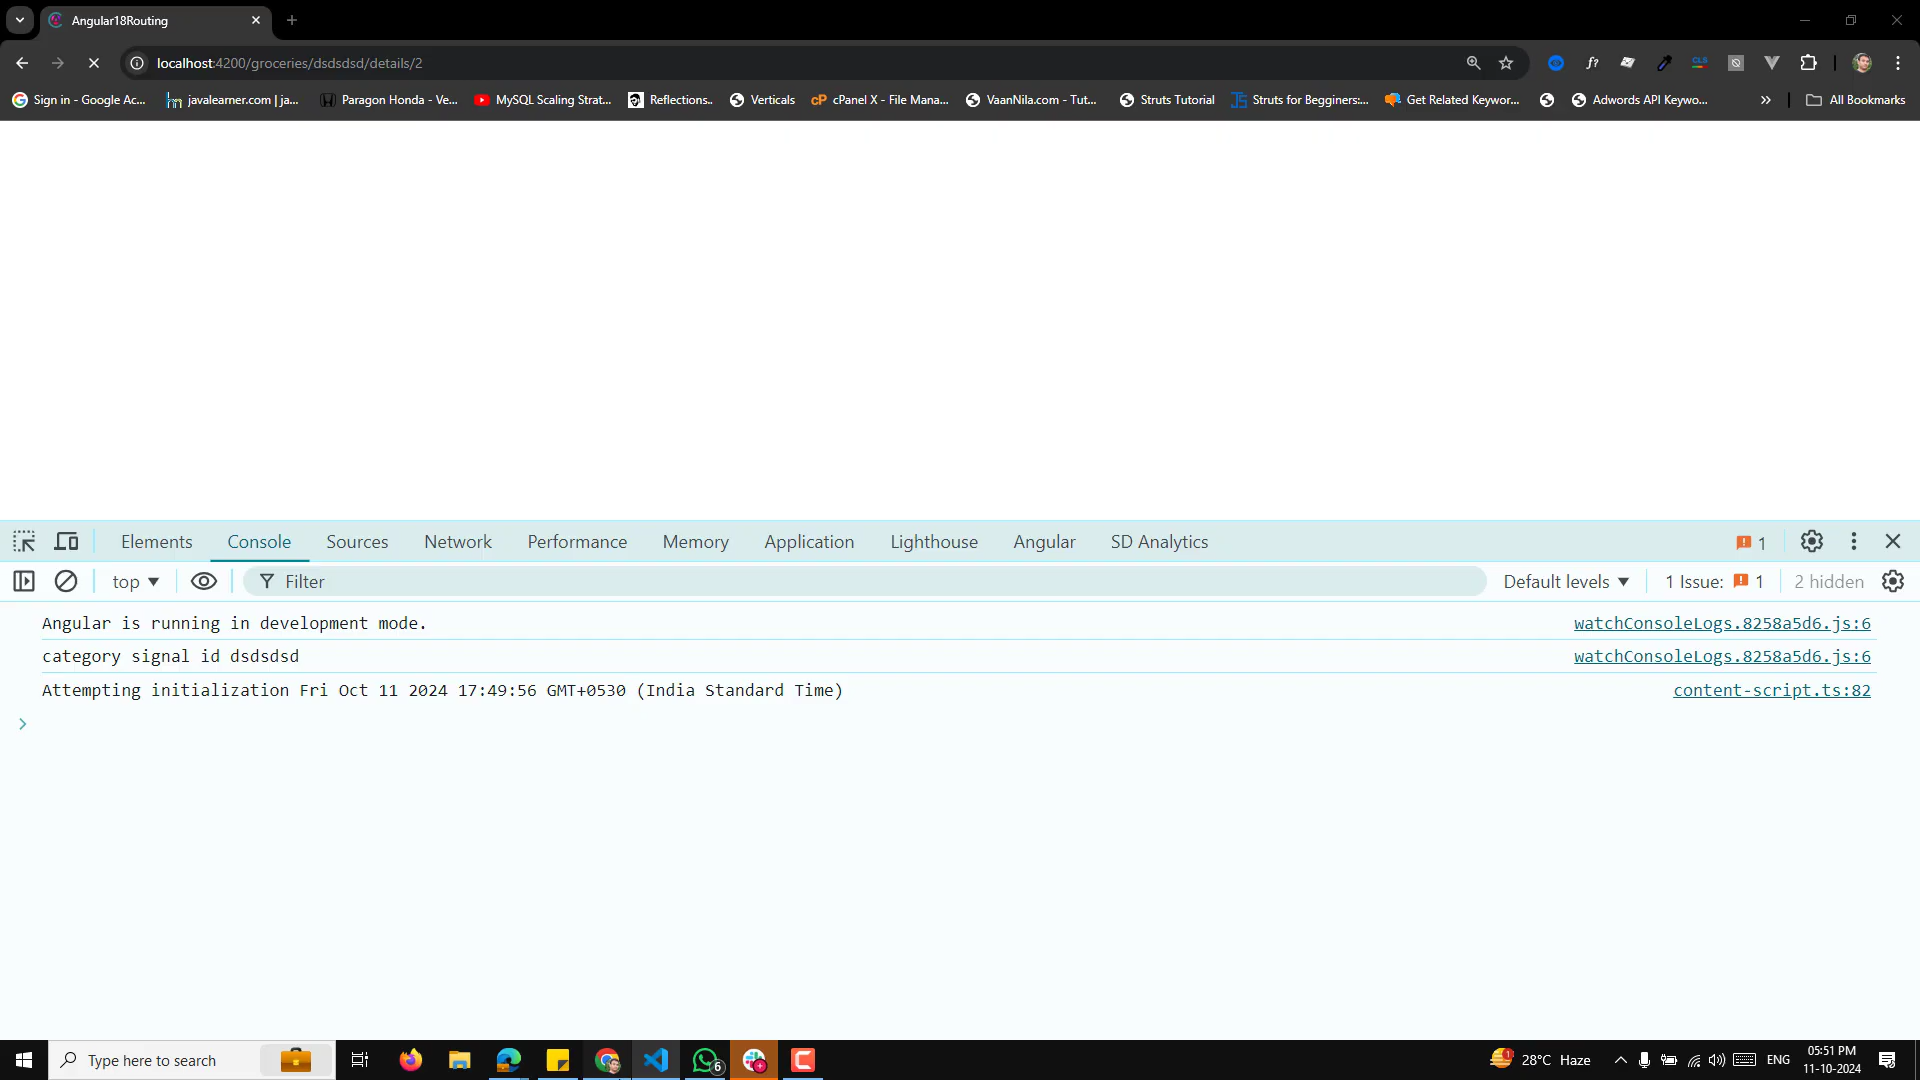 Angular18Routing
localhost:4200/groceries/dsdsdsd/details/2
Sign in - Google Ac...
javalearner.com | ja...
Paragon Honda - Ve...
MySQL Scaling Strat...
Reflections..
Verticals
cPanel X - File Mana...
VaanNila.com - Tut...
Struts Tutorial
Struts for Begginers:...
Get Related Keywor...
Adwords API Keywo...
All Bookmarks
Elements
Console
Sources
Network
Performance
Memory
Application
Lighthouse
Angular
SD Analytics
1
top
Filter
Default levels
1 Issue: 1
2 hidden
Angular is running in development mode. watchConsoleLogs.8258a5d6.js:6
category signal id dsdsdsd watchConsoleLogs.8258a5d6.js:6
Attempting initialization Fri Oct 11 2024 17:49:56 GMT+0530 (India Standard Time) content-script.ts:82
Type here to search
6
1
28°C Haze
ENG
05:51 PM
11-10-2024